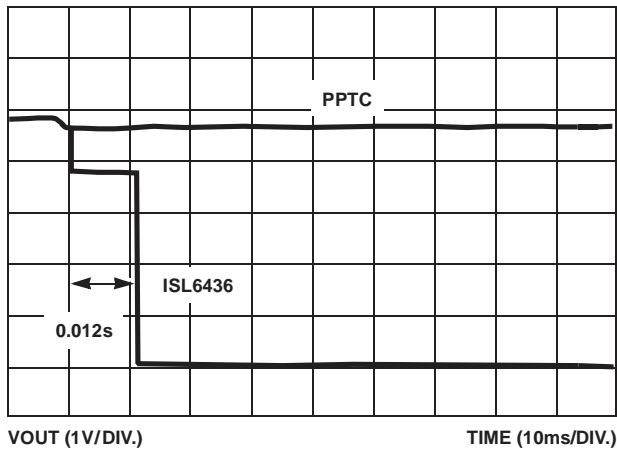 PPTC
ISL6436
0.012s
VOUT (1V/DIV.)
TIME (10ms/DIV.)